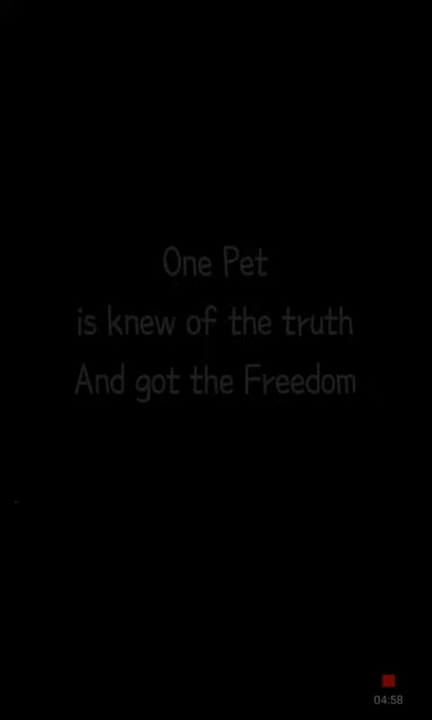 One Pet
is knew of the truth
And got the Freedom
04:58